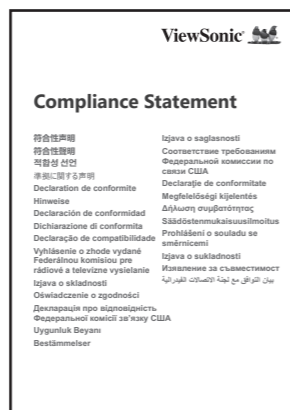 ViewSonic
Compliance Statement
符合性声明
符合性聲明
적합성 선언
準拠に関する声明
Declaration de conformite
Hinweise
Declaración de conformidad
Dichiarazione di conformita
Declaração de compatibilidade
Vyhlásenie o zhode vydané
Federálnou komisiou pre
rádiové a televízne vysielanie
Izjava o skladnosti
Oświadczenie o zgodności
Декларація про відповідність
Федеральної комісії зв'язку США
Uygunluk Beyanı
Bestämmelser
Izjava o saglasnosti
Соответствие требованиям
Федеральной комиссии по
связи США
Declaraţie de conformitate
Megfelelőségi kijelentés
Δήλωση συμβατότητας
Säädöstenmukaisuusilmoitus
Prohlášení o souladu se
směrnicemi
Izjava o sukladnosti
Изявление за съвместимост
بيان التوافق مع لجنة الاتصالات الفيدرالية